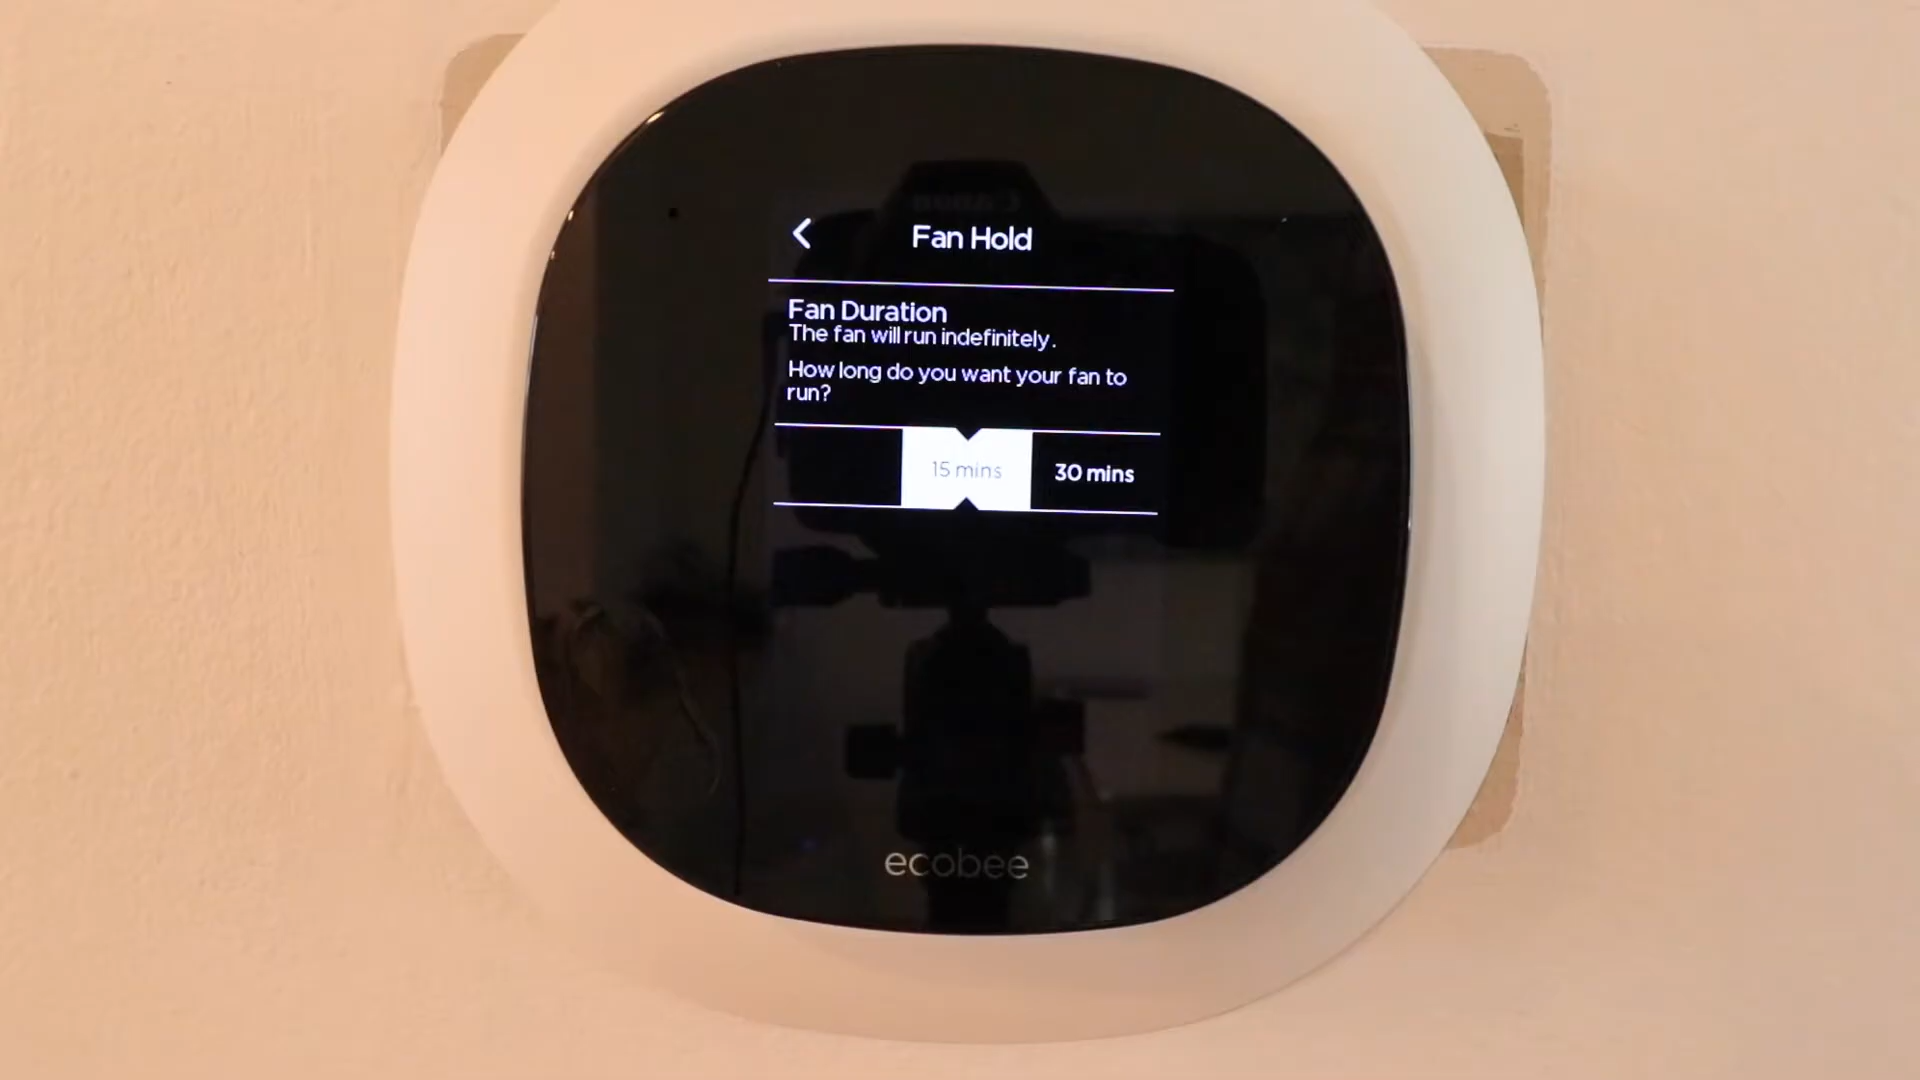 Fan Hold
Fan Duration
The fan will run indefinitely.
How long do you want your fan to
run?
15 mins 30 mins
ecobee